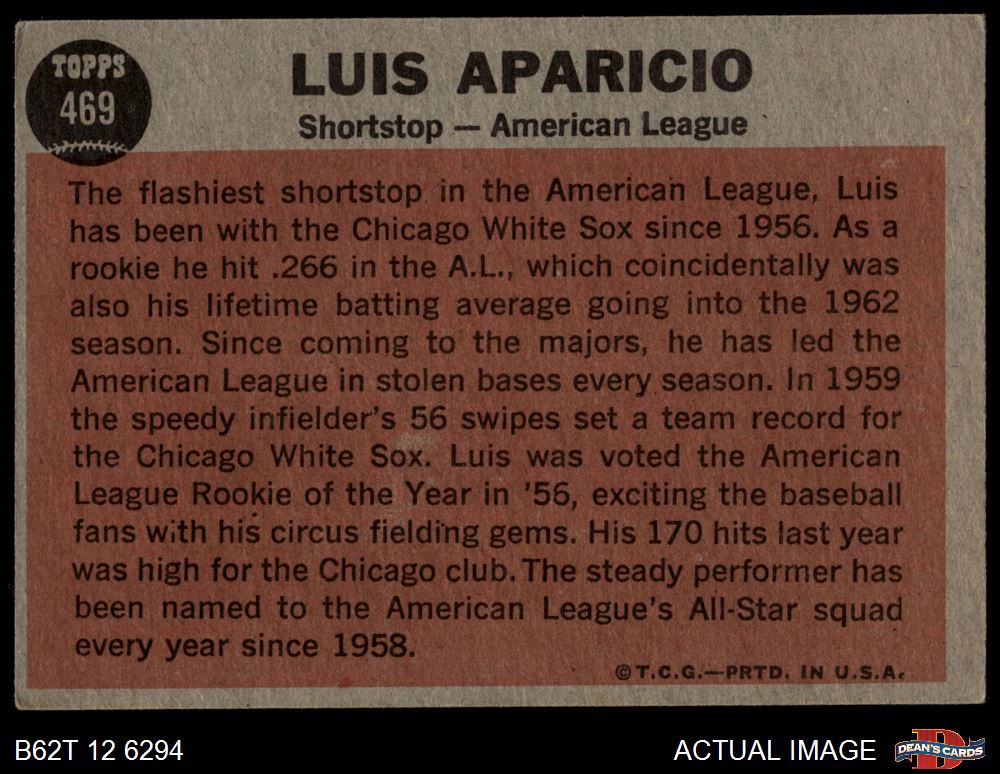 TOPPS
469
LUIS APARICIO
Shortstop — American League
The flashiest shortstop in the American League, Luis
has been with the Chicago White Sox since 1956. As a
rookie he hit .266 in the A.L., which coincidentally was
also his lifetime batting average going into the 1962
season. Since coming to the majors, he has led the
American League in stolen bases every season. In 1959
the speedy infielder's 56 swipes set a team record for
the Chicago White Sox. Luis was voted the American
League Rookie of the Year in '56, exciting the baseball
fans with his circus fielding gems. His 170 hits last year
was high for the Chicago club. The steady performer has
been named to the American League's All-Star squad
every year since 1958.
©T.C.G.—PRTD. IN U.S.A.
B62T 12 6294
ACTUAL IMAGE
DEAN'S CARDS